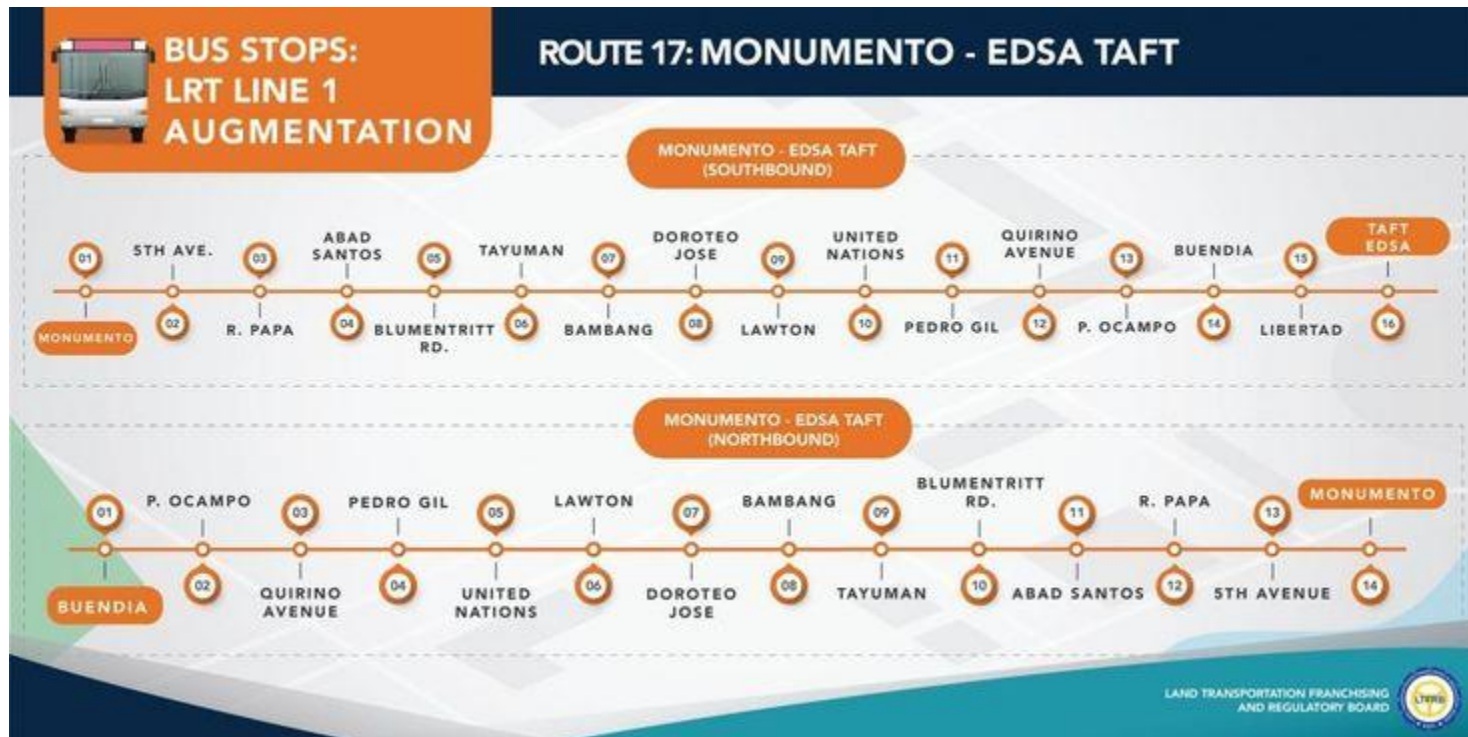 BUS STOPS:
LRT LINE 1
AUGMENTATION
ROUTE 17: MONUMENTO - EDSA TAFT
MONUMENTO - EDSA TAFT
(SOUTHBOUND)
01
MONUMENTO
5TH AVE.
02
03
R. PAPA
ABAD
SANTOS
04
05
BLUMENTRITT
RD.
TAYUMAN
06
07
BAMBANG
DOROTEO
JOSE
08
09
LAWTON
UNITED
NATIONS
10
11
PEDRO GIL
QUIRINO
AVENUE
12
13
P. OCAMPO
BUENDIA
14
15
LIBERTAD
TAFT
EDSA
16
MONUMENTO - EDSA TAFT
(NORTHBOUND)
01
BUENDIA
P. OCAMPO
02
03
QUIRINO
AVENUE
PEDRO GIL
04
05
UNITED
NATIONS
LAWTON
06
07
DOROTEO
JOSE
BAMBANG
08
09
TAYUMAN
BLUMENTRITT
RD.
10
11
ABAD SANTOS
R. PAPA
12
13
5TH AVENUE
MONUMENTO
14
LAND TRANSPORTATION FRANCHISING
AND REGULATORY BOARD
LTFRB